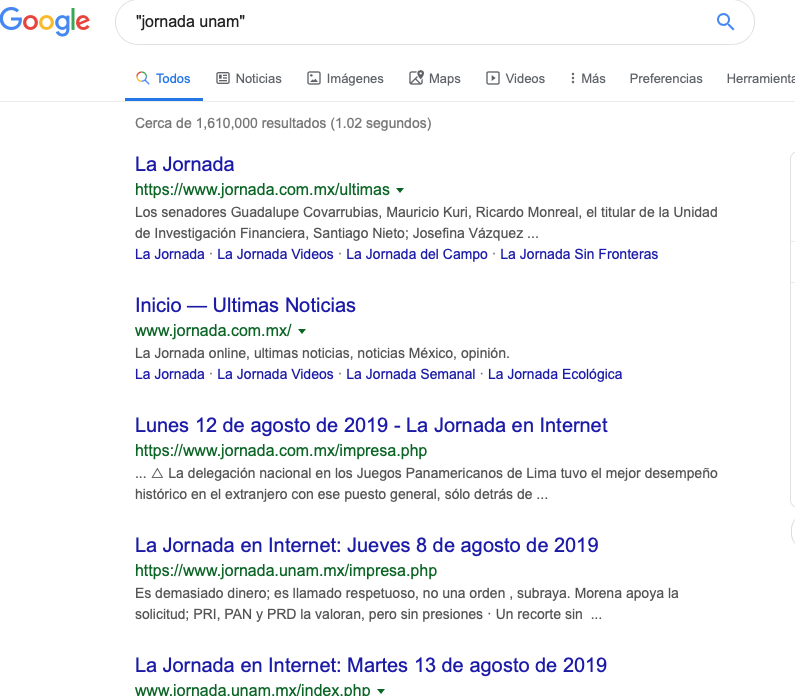 Google
"jornada unam"
Todos Noticias Imágenes Maps Videos Más Preferencias
Cerca de 1,610,000 resultados (1.02 segundos)
La Jornada
https://www.jornada.com.mx/ultimas
Los senadores Guadalupe Covarrubias, Mauricio Kuri, Ricardo Monreal, el titular de la Unidad
de Investigación Financiera, Santiago Nieto; Josefina Vázquez ...
La Jornada · La Jornada Videos · La Jornada del Campo · La Jornada Sin Fronteras
Inicio — Ultimas Noticias
www.jornada.com.mx/
La Jornada online, ultimas noticias, noticias México, opinión.
La Jornada · La Jornada Videos · La Jornada Semanal · La Jornada Ecológica
Lunes 12 de agosto de 2019 - La Jornada en Internet
https://www.jornada.com.mx/impresa.php
... △ La delegación nacional en los Juegos Panamericanos de Lima tuvo el mejor desempeño
histórico en el extranjero con ese puesto general, sólo detrás de ...
La Jornada en Internet: Jueves 8 de agosto de 2019
https://www.jornada.unam.mx/impresa.php
Es demasiado dinero; es llamado respetuoso, no una orden , subraya. Morena apoya la
solicitud; PRI, PAN y PRD la valoran, pero sin presiones · Un recorte sin ...
La Jornada en Internet: Martes 13 de agosto de 2019
www.jornada.unam.mx/index.php